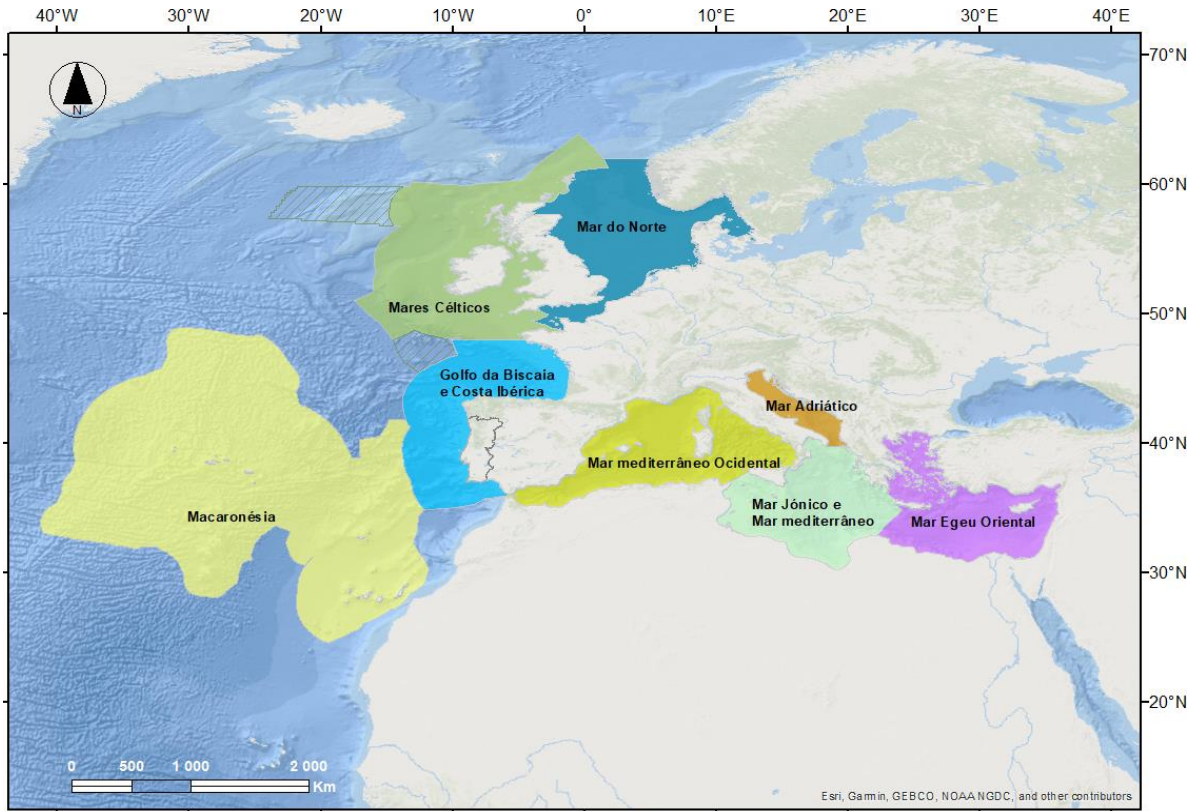 40°W 30°W 20°W 10°W 0° 10°E 20°E 30°E 40°E
70°N
N
60°N
Mar do Norte
Mares Célticos
50°N
Golfo da Biscaia
e Costa Ibérica
Mar Adriático
40°N
Mar mediterrâneo Ocidental
Macaronésia
Mar Jónico e
Mar mediterrâneo
Mar Egeu Oriental
30°N
20°N
0 500 1 000 2 000
Km
Esri, Garmin, GEBCO, NOAA NGDC, and other contributors